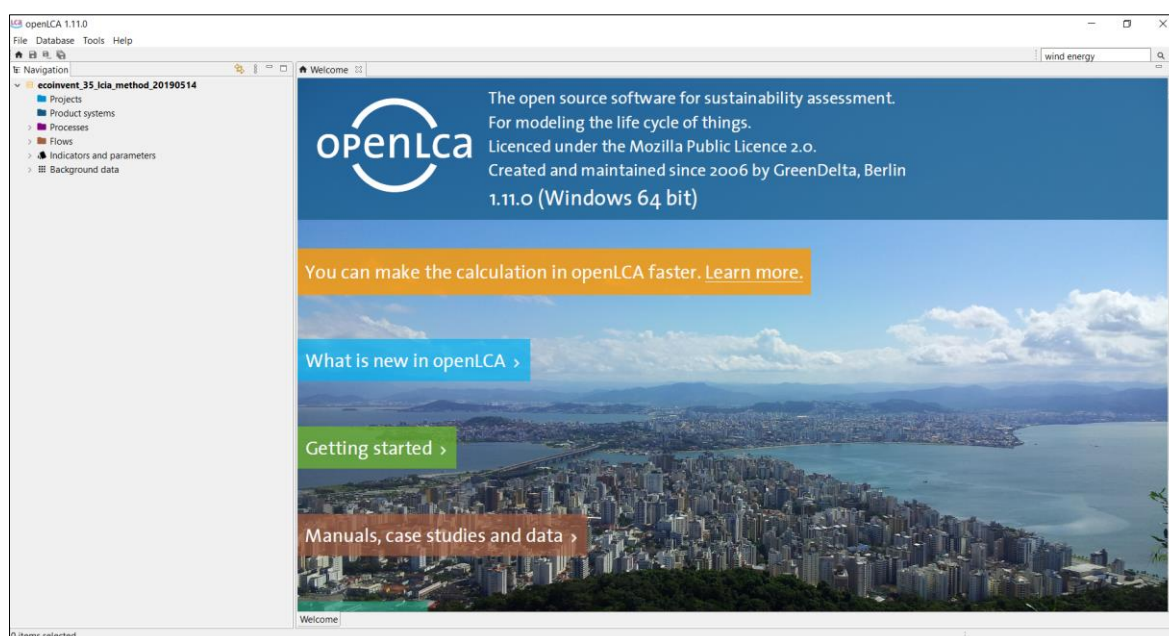 openLCA 1.11.0
File Database Tools Help
wind energy
Navigation
Welcome
ecoinvent_35_lcia_method_20190514
Projects
Product systems
Processes
Flows
Indicators and parameters
Background data
openLCA
The open source software for sustainability assessment.
For modeling the life cycle of things.
Licenced under the Mozilla Public Licence 2.0.
Created and maintained since 2006 by GreenDelta, Berlin
1.11.0 (Windows 64 bit)
You can make the calculation in openLCA faster. Learn more.
What is new in openLCA ›
Getting started ›
Manuals, case studies and data ›
Welcome
0 items selected